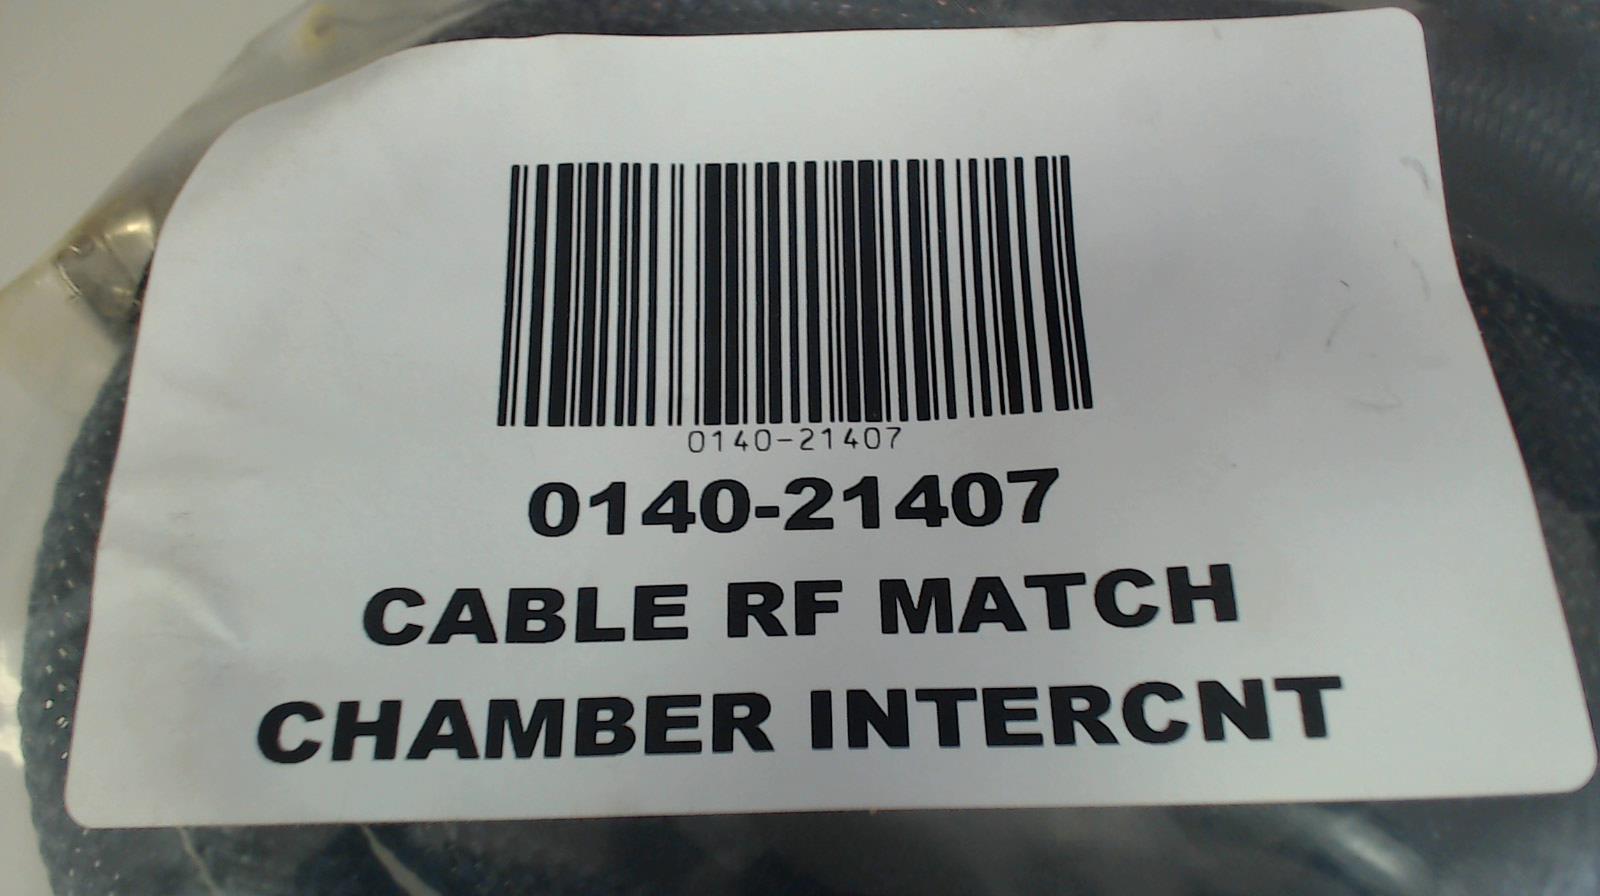 0140-21407
0140-21407
CABLE RF MATCH
CHAMBER INTERCNT